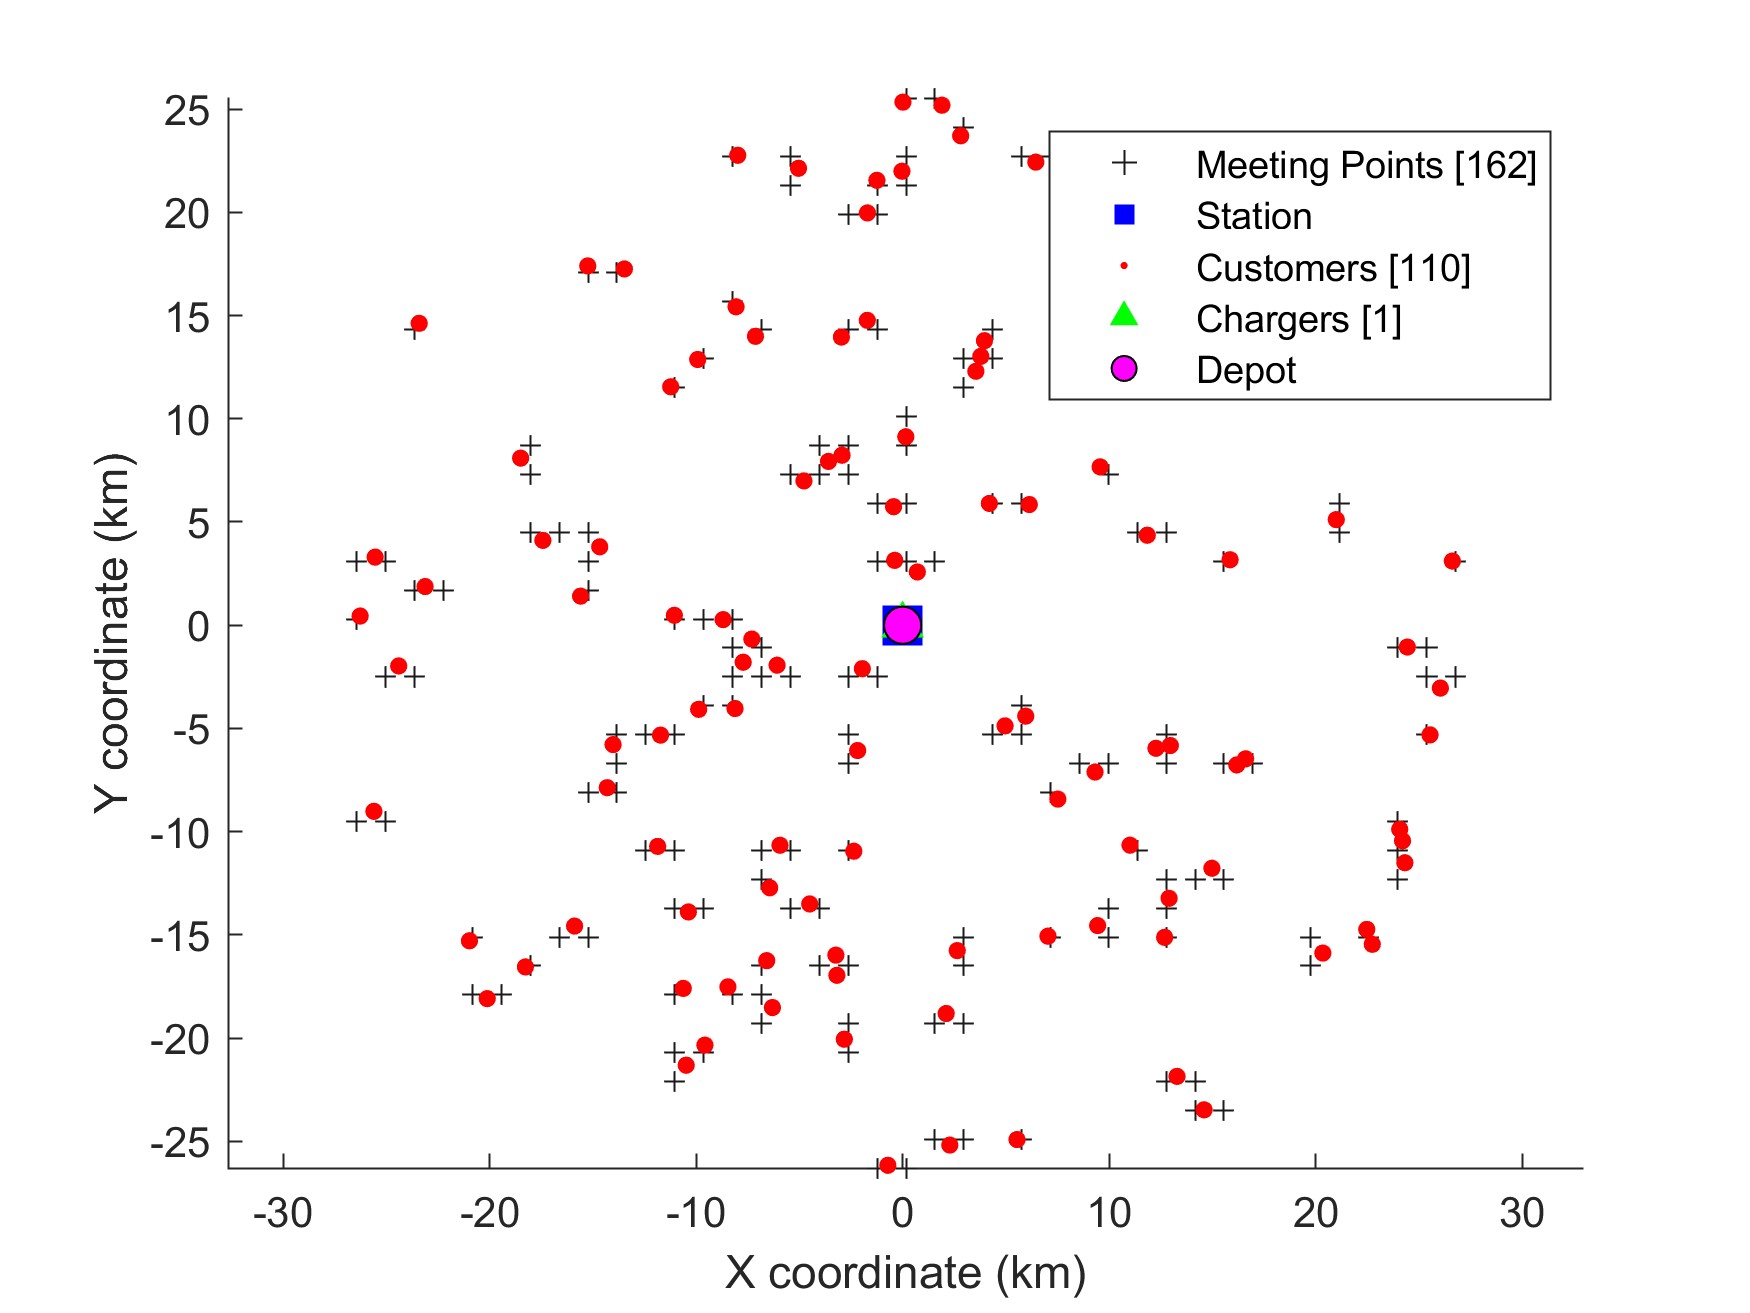 25
20
15
10
5
0
-5
-10
-15
-20
-25
Y coordinate (km)
Meeting Points [162]
Station
Customers [110]
Chargers [1]
Depot
-30 -20 -10 0 10 20 30
X coordinate (km)